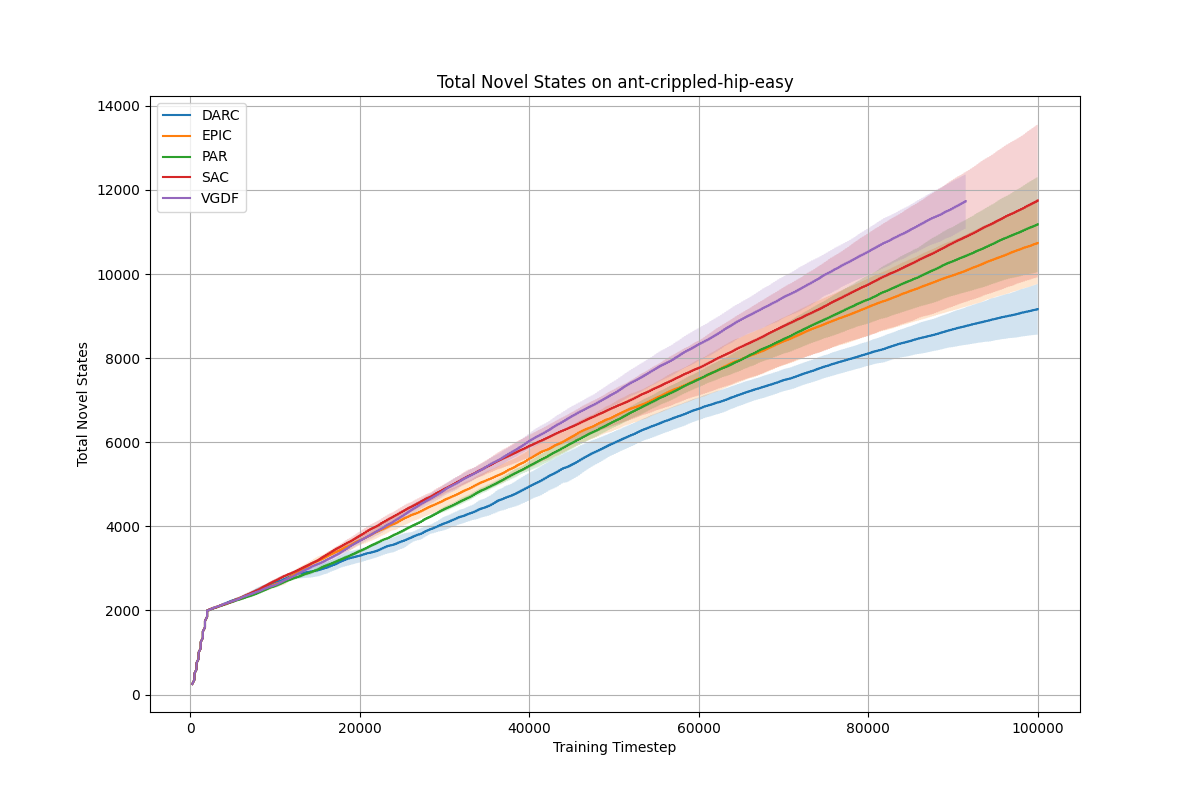 Total Novel States on ant-crippled-hip-easy
14000
12000
10000
8000
6000
4000
2000
0
Total Novel States
DARC
EPIC
PAR
SAC
VGDF
0 20000 40000 60000 80000 100000
Training Timestep